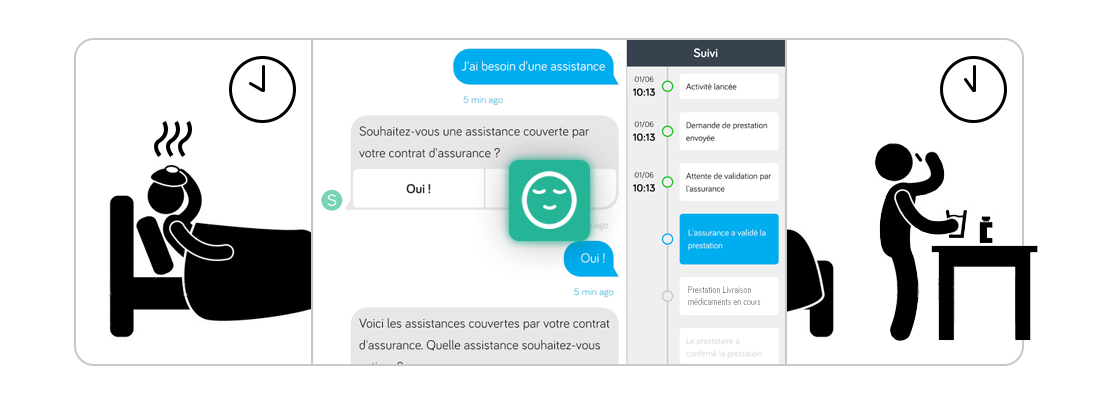 J'ai besoin d'une assistance
5 min ago
Souhaitez-vous une assistance couverte par
votre contrat d'assurance ?
Oui !
S
ago
Oui !
5 min ago
Voici les assistances couvertes par votre contrat
d'assurance. Quelle assistance souhaitez-vous
Suivi
01/06
10:13
Activité lancée
01/06
10:13
Demande de prestation
envoyée
01/06
10:13
Attente de validation par
l'assurance
L'assurance a validé la
prestation
Prestation Livraison
médicaments en cours
Le prestataire a
confirmé la prestation